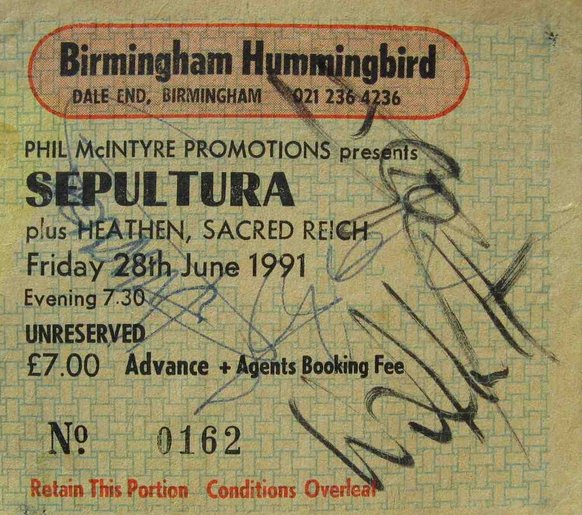 Birmingham Hummingbird
DALE END, BIRMINGHAM 021 236 4236
PHIL McINTYRE PROMOTIONS presents
SEPULTURA
plus HEATHEN, SACRED REICH
Friday 28th June 1991
Evening 7.30
UNRESERVED
£7.00 Advance + Agents Booking Fee
Nº 0162
Retain This Portion Conditions Overleaf